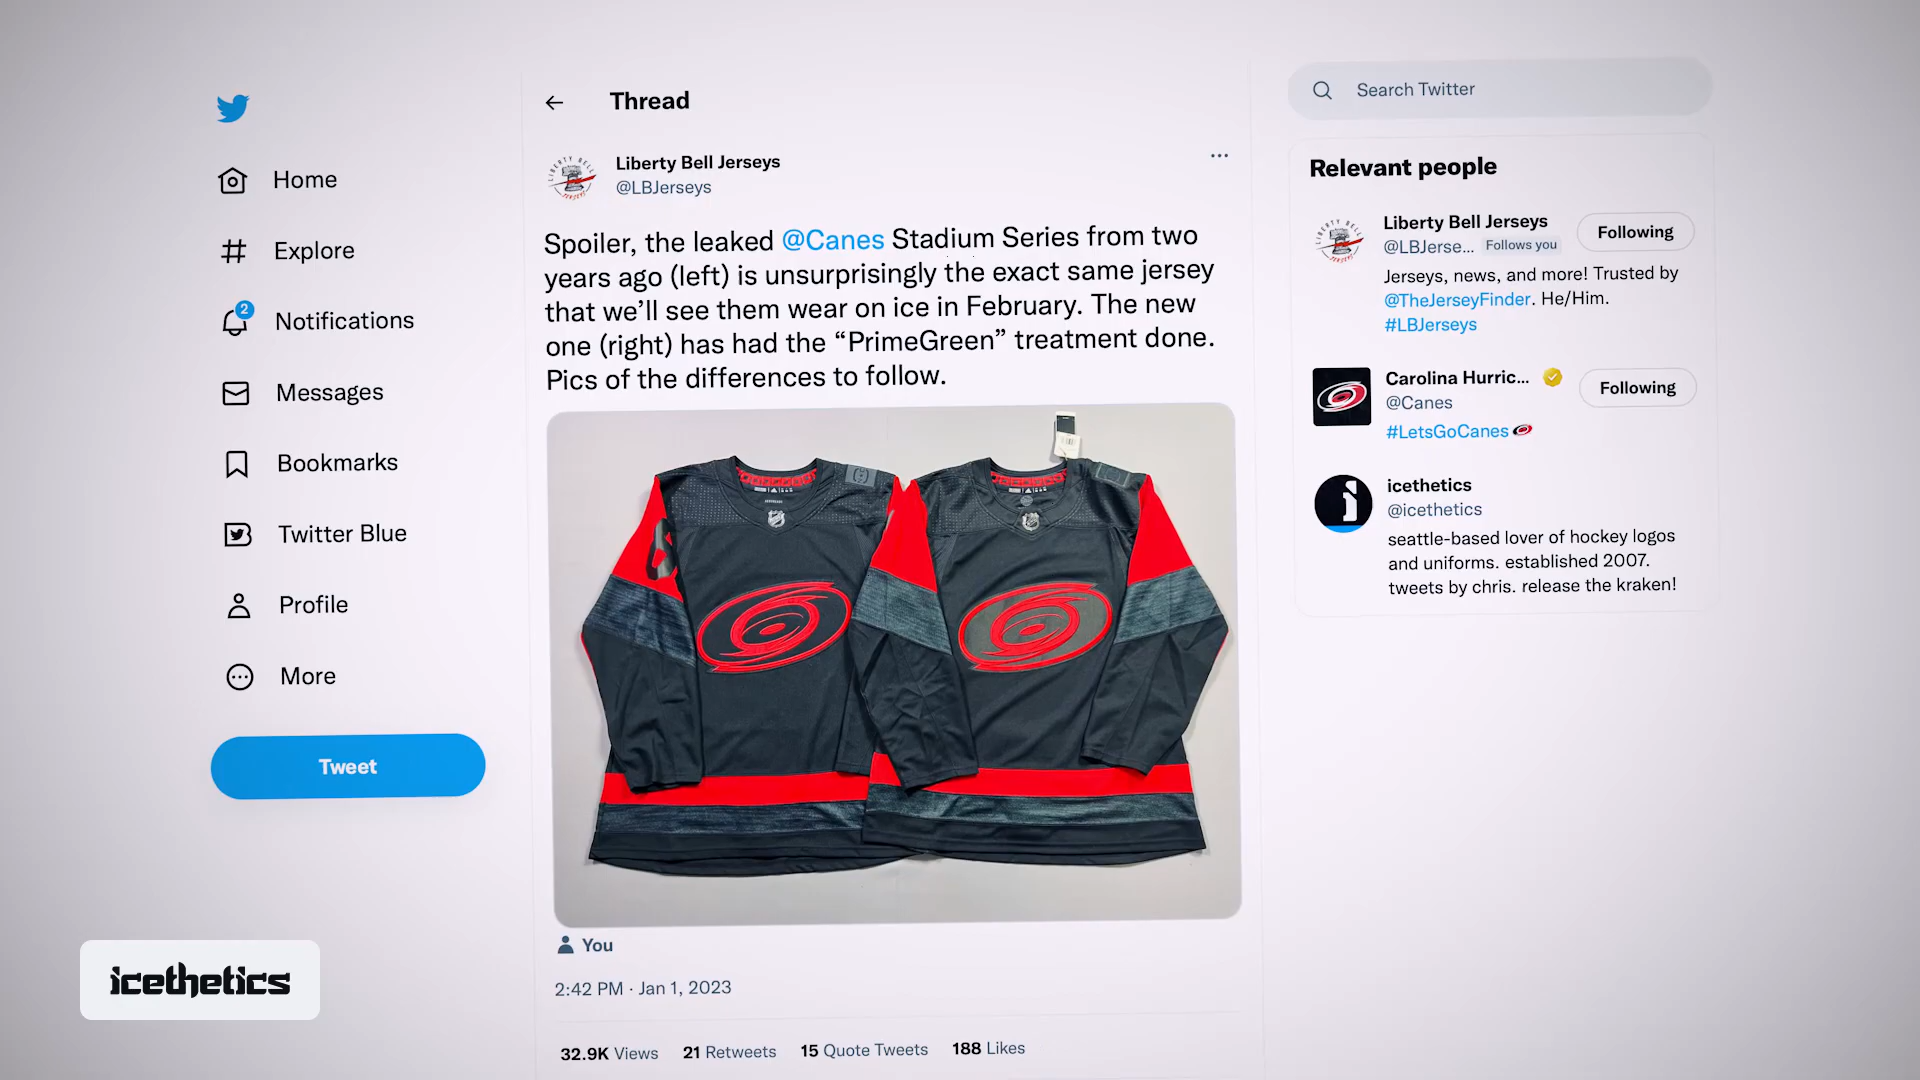 Home
Explore
2
Notifications
Messages
Bookmarks
Twitter Blue
Profile
More
Tweet
icethetics
Thread
Liberty Bell Jerseys
@LBJerseys
Spoiler, the leaked @Canes Stadium Series from two
years ago (left) is unsurprisingly the exact same jersey
that we’ll see them wear on ice in February. The new
one (right) has had the “PrimeGreen” treatment done.
Pics of the differences to follow.
You
2:42 PM · Jan 1, 2023
32.9K Views 21 Retweets 15 Quote Tweets 188 Likes
Search Twitter
Relevant people
Liberty Bell Jerseys
@LBJerse... Follows you
Following
Jerseys, news, and more! Trusted by
@TheJerseyFinder. He/Him.
#LBJerseys
Carolina Hurric...
@Canes
Following
#LetsGoCanes
icethetics
@icethetics
seattle-based lover of hockey logos
and uniforms. established 2007.
tweets by chris. release the kraken!